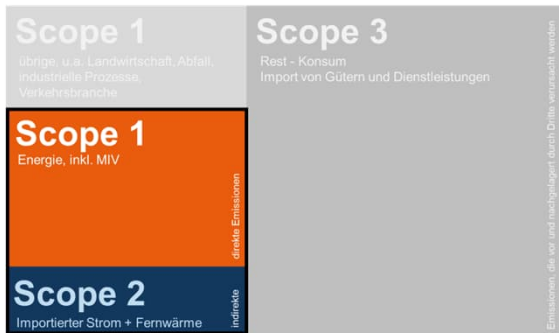 Scope 1
übrige, u.a. Landwirtschaft, Abfall,
industrielle Prozesse,
Verkehrsbranche
Scope 3
Rest - Konsum
Import von Gütern und Dienstleistungen
Scope 1
Energie, inkl. MIV
direkte Emissionen
Scope 2
Importierter Strom + Fernwärme
indirekte
Emissionen, die vor und nachgelagert durch Dritte verursacht werden